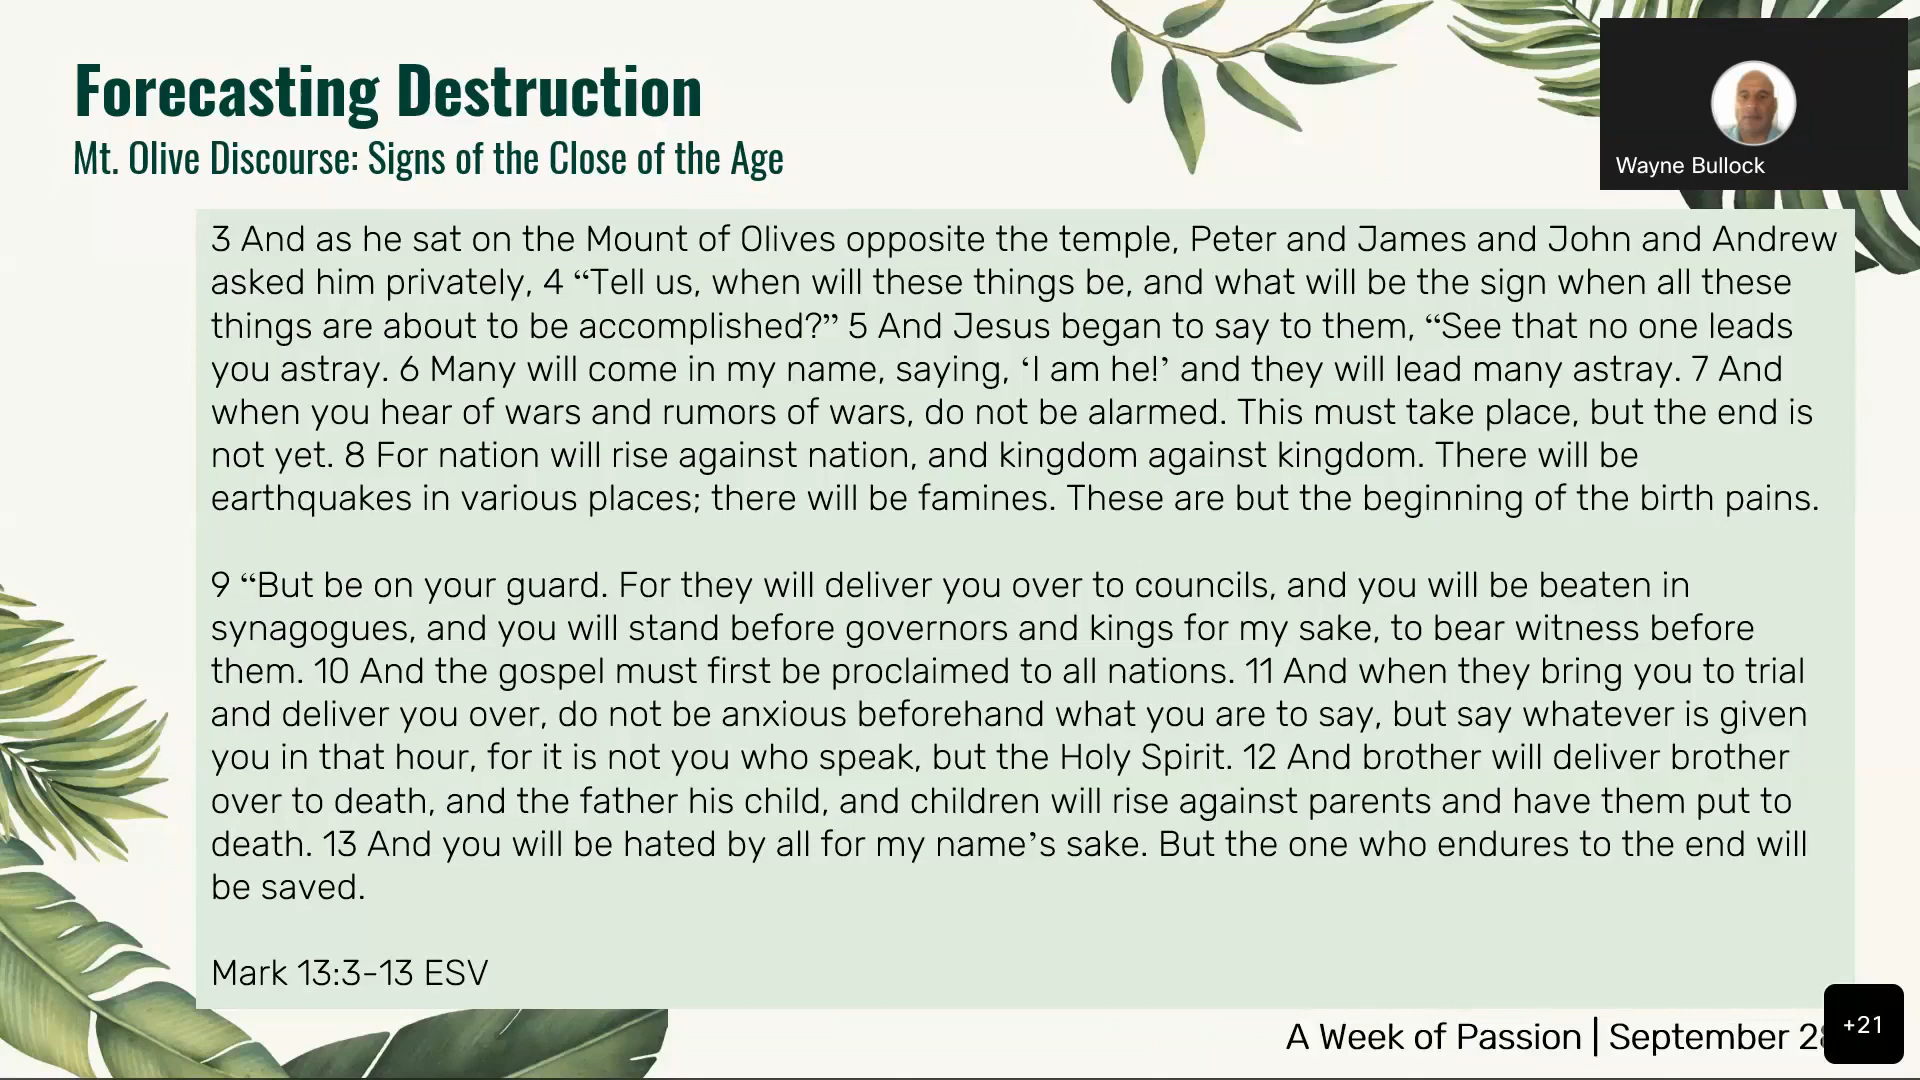 Forecasting Destruction
Mt. Olive Discourse: Signs of the Close of the Age
Wayne Bullock
3 And as he sat on the Mount of Olives opposite the temple, Peter and James and John and Andrew
asked him privately, 4 “Tell us, when will these things be, and what will be the sign when all these
things are about to be accomplished?” 5 And Jesus began to say to them, “See that no one leads
you astray. 6 Many will come in my name, saying, ‘I am he!’ and they will lead many astray. 7 And
when you hear of wars and rumors of wars, do not be alarmed. This must take place, but the end is
not yet. 8 For nation will rise against nation, and kingdom against kingdom. There will be
earthquakes in various places; there will be famines. These are but the beginning of the birth pains.
9 “But be on your guard. For they will deliver you over to councils, and you will be beaten in
synagogues, and you will stand before governors and kings for my sake, to bear witness before
them. 10 And the gospel must first be proclaimed to all nations. 11 And when they bring you to trial
and deliver you over, do not be anxious beforehand what you are to say, but say whatever is given
you in that hour, for it is not you who speak, but the Holy Spirit. 12 And brother will deliver brother
over to death, and the father his child, and children will rise against parents and have them put to
death. 13 And you will be hated by all for my name’s sake. But the one who endures to the end will
be saved.
Mark 13:3-13 ESV
A Week of Passion | September
+21